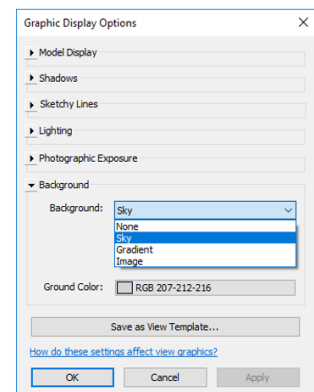 Graphic Display Options
Model Display
Shadows
Sketchy Lines
Lighting
Photographic Exposure
Background
Background: Sky
None
Sky
Gradient
Image
Ground Color: RGB 207-212-216
Save as View Template...
How do these settings affect view graphics?
OK Cancel Apply